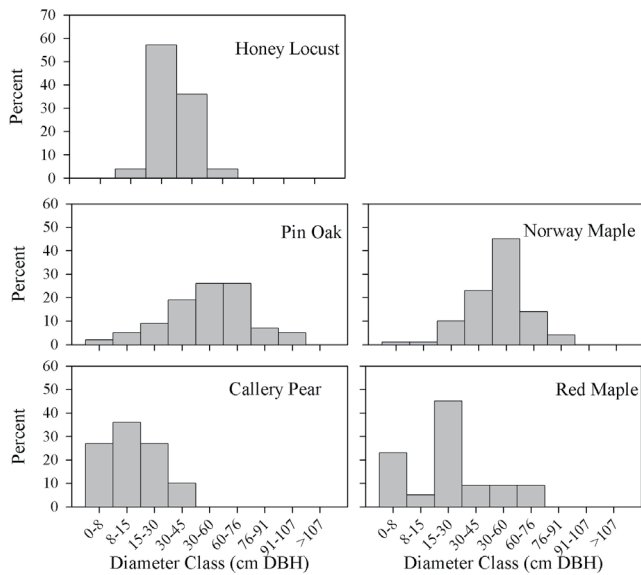 70
60
50
40
30
20
10
0
Percent
Honey Locust
60
50
40
30
20
10
0
Percent
Pin Oak
Norway Maple
60
50
40
30
20
10
0
Percent
Callery Pear
Red Maple
0-8 8-15 15-30 30-45 30-60 60-76 76-91 91-107 >107
0-8 8-15 15-30 30-45 30-60 60-76 76-91 91-107 >107
Diameter Class (cm DBH) Diameter Class (cm DBH)